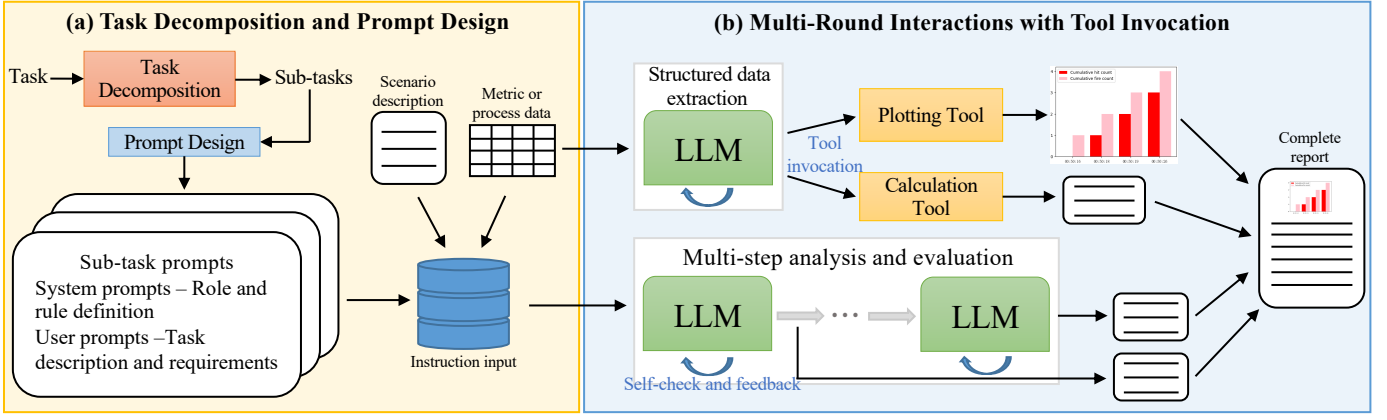 (a) Task Decomposition and Prompt Design
Task
Task
Decomposition
Sub-tasks
Prompt Design
Scenario
description
Metric or
process data
Sub-task prompts
System prompts – Role and
rule definition
User prompts –Task
description and requirements
Instruction input
(b) Multi-Round Interactions with Tool Invocation
Structured data
extraction
LLM
Tool
invocation
Plotting Tool
Calculation
Tool
Cumulative hit count
Cumulative fire count
Complete
report
Multi-step analysis and evaluation
LLM
LLM
Self-check and feedback